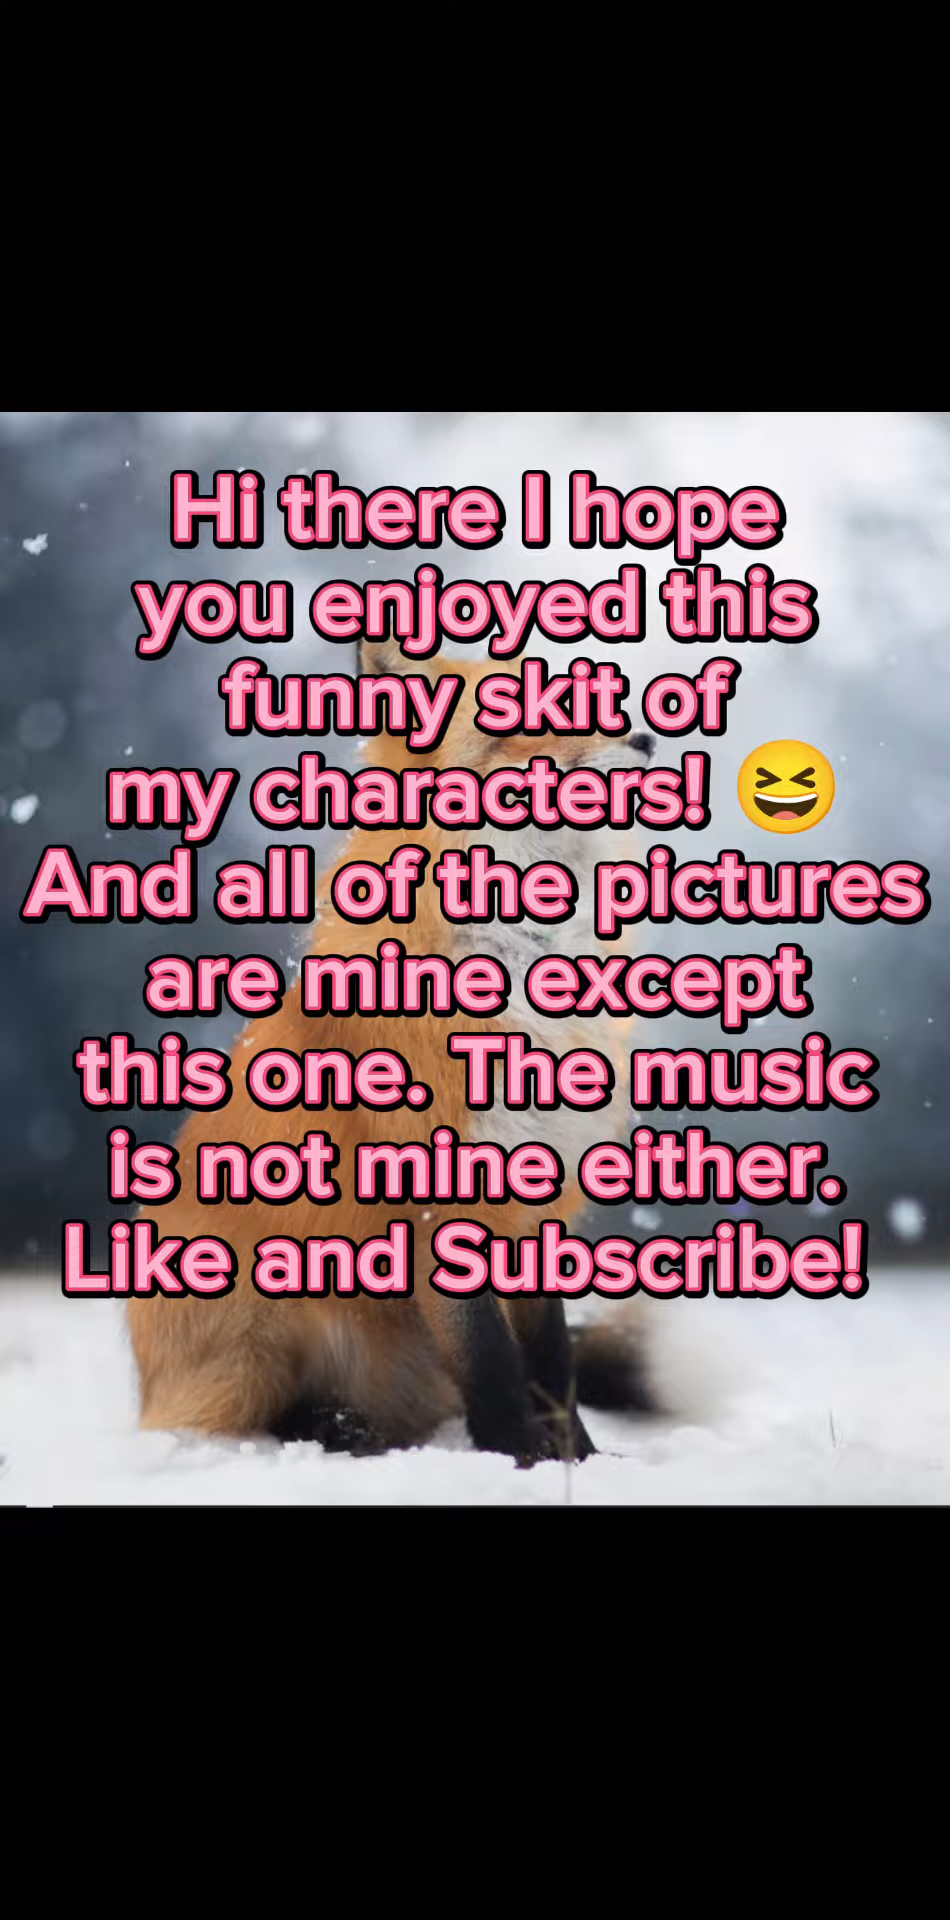 Hi there I hope
you enjoyed this
funny skit of
my characters! 😆
And all of the pictures
are mine except
this one. The music
is not mine either.
Like and Subscribe!